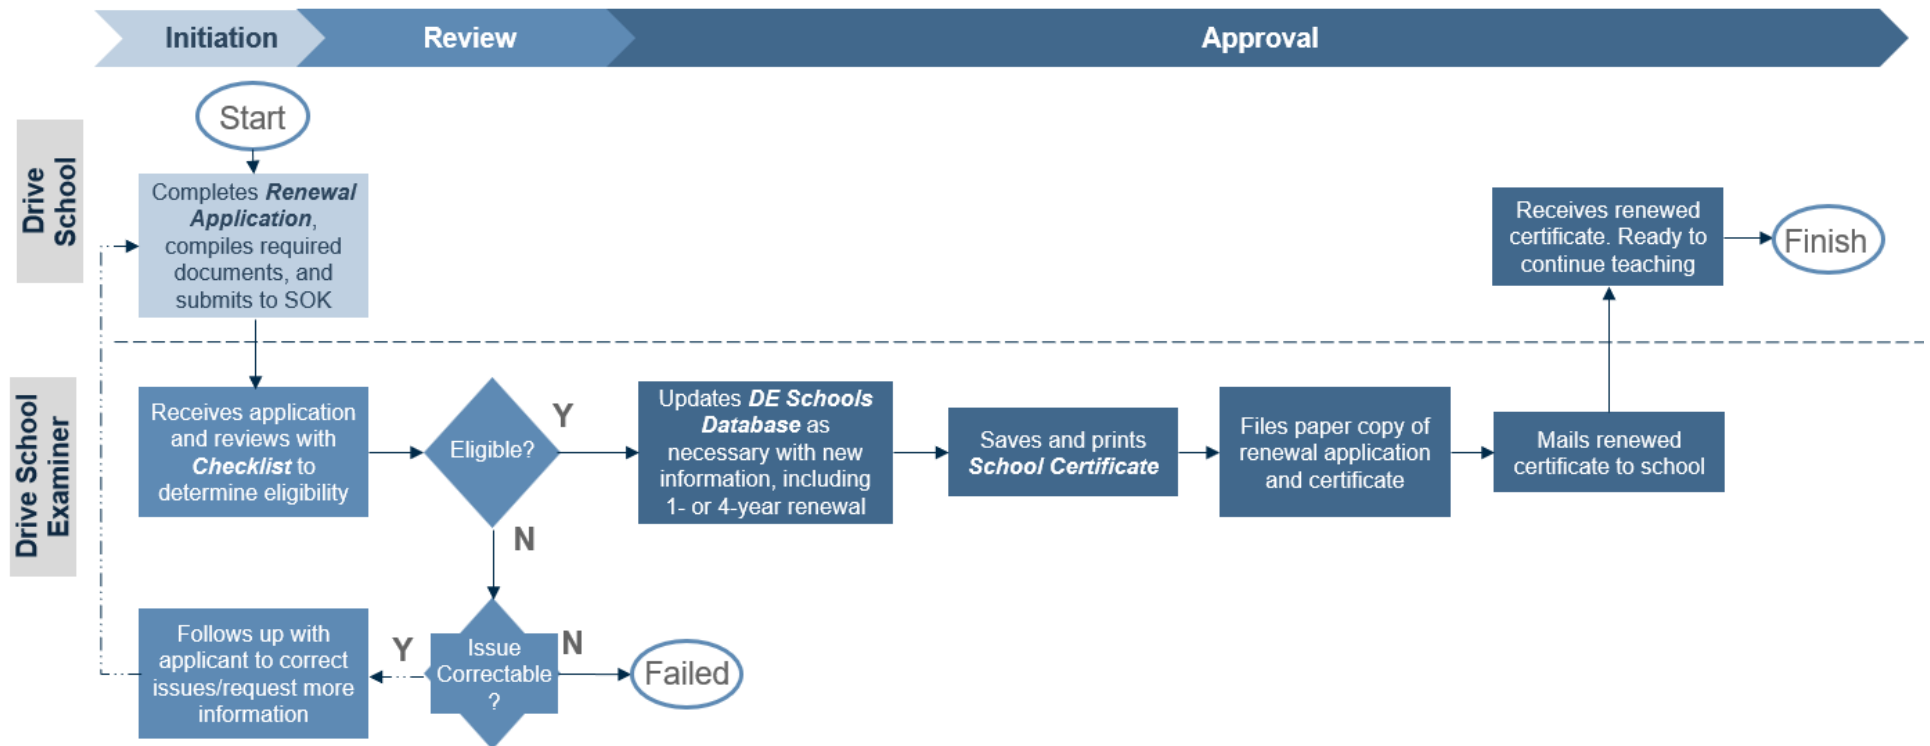 Initiation
Review
Approval
Drive
School
Start
Completes Renewal
Application,
compiles required
documents, and
submits to SOK
Receives renewed
certificate. Ready to
continue teaching
Finish
Drive School
Examiner
Receives application
and reviews with
Checklist to
determine eligibility
Eligible?
Y
N
Updates DE Schools
Database as
necessary with new
information, including
1- or 4-year renewal
Saves and prints
School Certificate
Files paper copy of
renewal application
and certificate
Mails renewed
certificate to school
Follows up with
applicant to correct
issues/request more
information
Y
Issue
Correctable
?
N
Failed